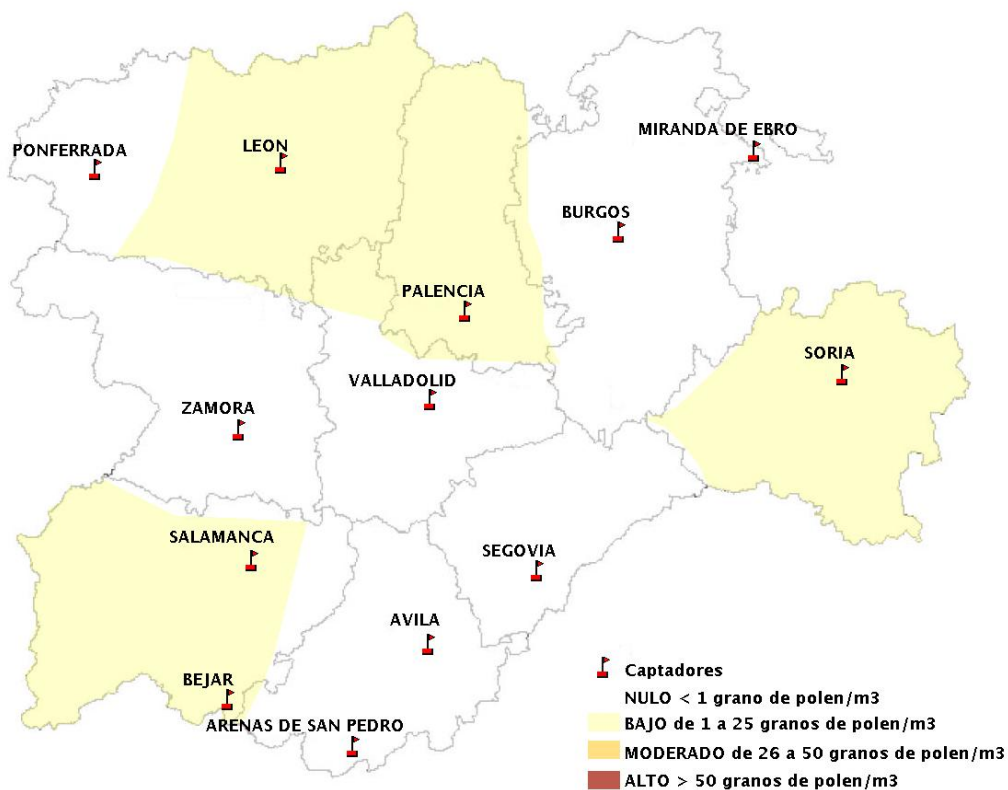 MIRANDA DE EBRO
LEON
PONFERRADA
BURGOS
PALENCIA
SORIA
VALLADOLID
ZAMORA
SALAMANCA
SEGOVIA
AVILA
BEJAR
ARENAS DE SAN PEDRO
Captadores
NULO < 1 grano de polen/m3
BAJO de 1 a 25 granos de polen/m3
MODERADO de 26 a 50 granos de polen/m3
ALTO > 50 granos de polen/m3